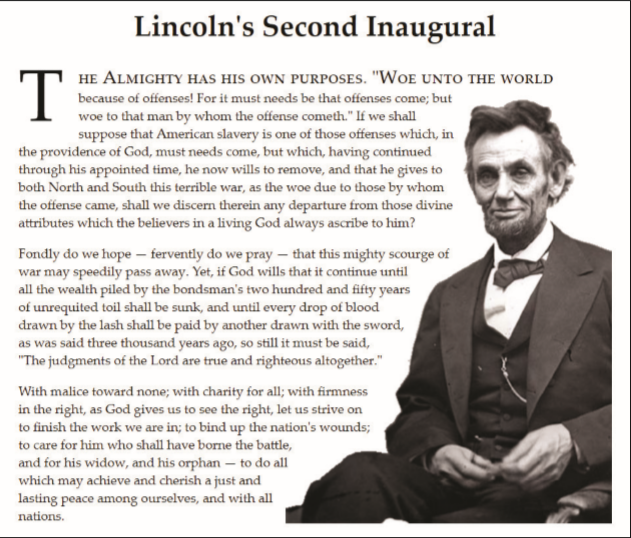 Lincoln's Second Inaugural
THE ALMIGHTY HAS HIS OWN PURPOSES. "WOE UNTO THE WORLD
because of offenses! For it must needs be that offenses come; but
woe to that man by whom the offense cometh." If we shall
suppose that American slavery is one of those offenses which, in
the providence of God, must needs come, but which, having continued
through his appointed time, he now wills to remove, and that he gives to
both North and South this terrible war, as the woe due to those by whom
the offense came, shall we discern therein any departure from those divine
attributes which the believers in a living God always ascribe to him?
Fondly do we hope — fervently do we pray — that this mighty scourge of
war may speedily pass away. Yet, if God wills that it continue until
all the wealth piled by the bondsman's two hundred and fifty years
of unrequited toil shall be sunk, and until every drop of blood
drawn by the lash shall be paid by another drawn with the sword,
as was said three thousand years ago, so still it must be said,
"The judgments of the Lord are true and righteous altogether."
With malice toward none; with charity for all; with firmness
in the right, as God gives us to see the right, let us strive on
to finish the work we are in; to bind up the nation's wounds;
to care for him who shall have borne the battle,
and for his widow, and his orphan — to do all
which may achieve and cherish a just and
lasting peace among ourselves, and with all
nations.